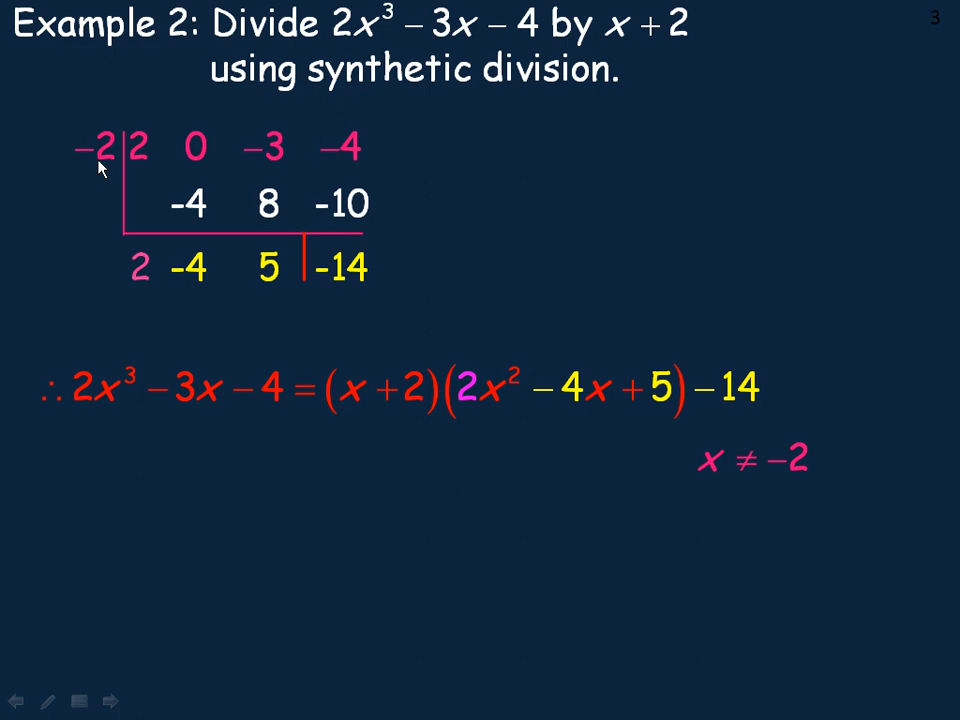 3
Example 2: Divide 2x³ − 3x − 4 by x + 2
using synthetic division.
−2 2 0 −3 −4
-4 8 -10
2 -4 5 -14
∴ 2x³ − 3x − 4 = (x + 2)(2x² − 4x + 5) − 14
x ≠ −2